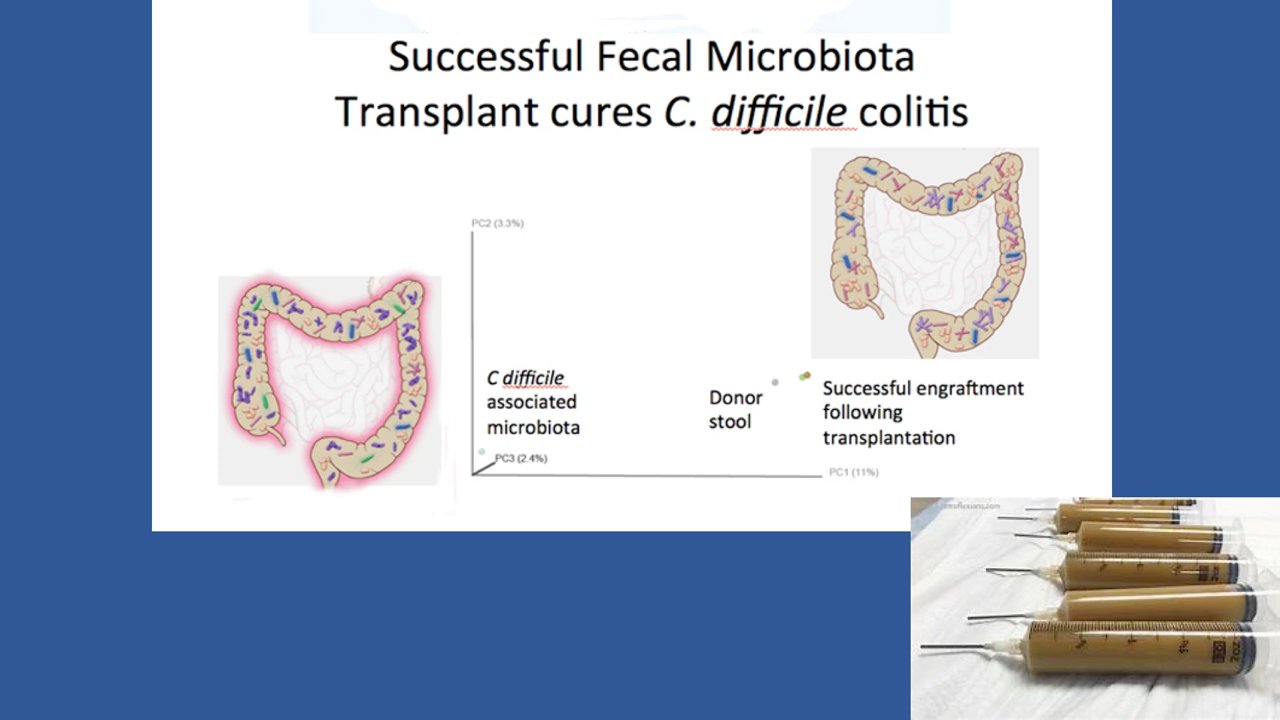 Successful Fecal Microbiota
Transplant cures C. difficile colitis
PC2 (3.3%)
C difficile
associated
microbiota
Donor
stool
Successful engraftment
following
transplantation
PC3 (2.4%)
PC1 (11%)
2oz